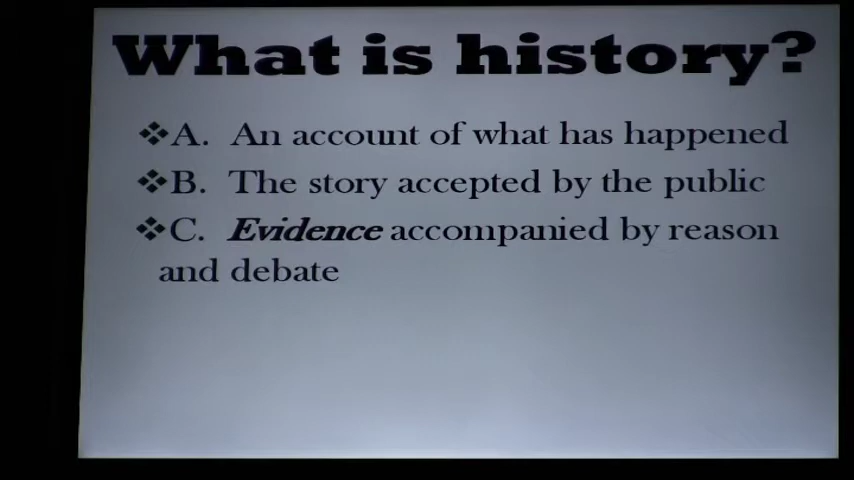 What is history?
❖A. An account of what has happened
❖B. The story accepted by the public
❖C. Evidence accompanied by reason
and debate